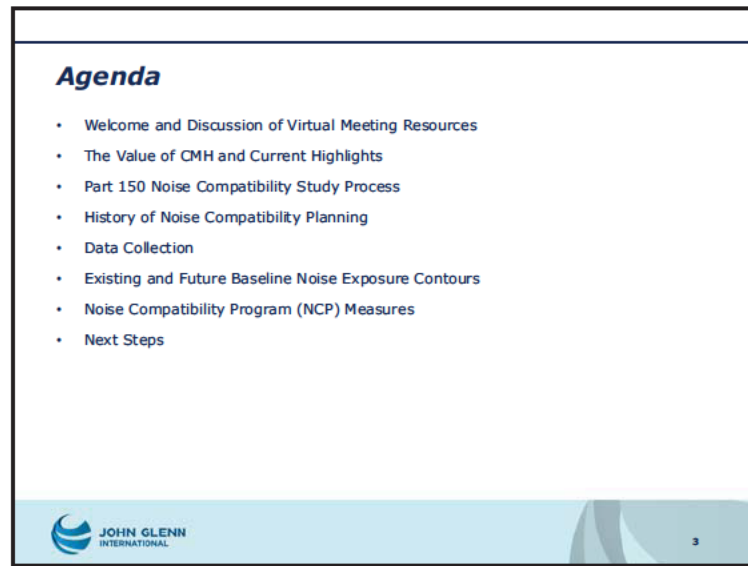 Agenda
• Welcome and Discussion of Virtual Meeting Resources
• The Value of CMH and Current Highlights
• Part 150 Noise Compatibility Study Process
• History of Noise Compatibility Planning
• Data Collection
• Existing and Future Baseline Noise Exposure Contours
• Noise Compatibility Program (NCP) Measures
• Next Steps
JOHN GLENN
INTERNATIONAL
3